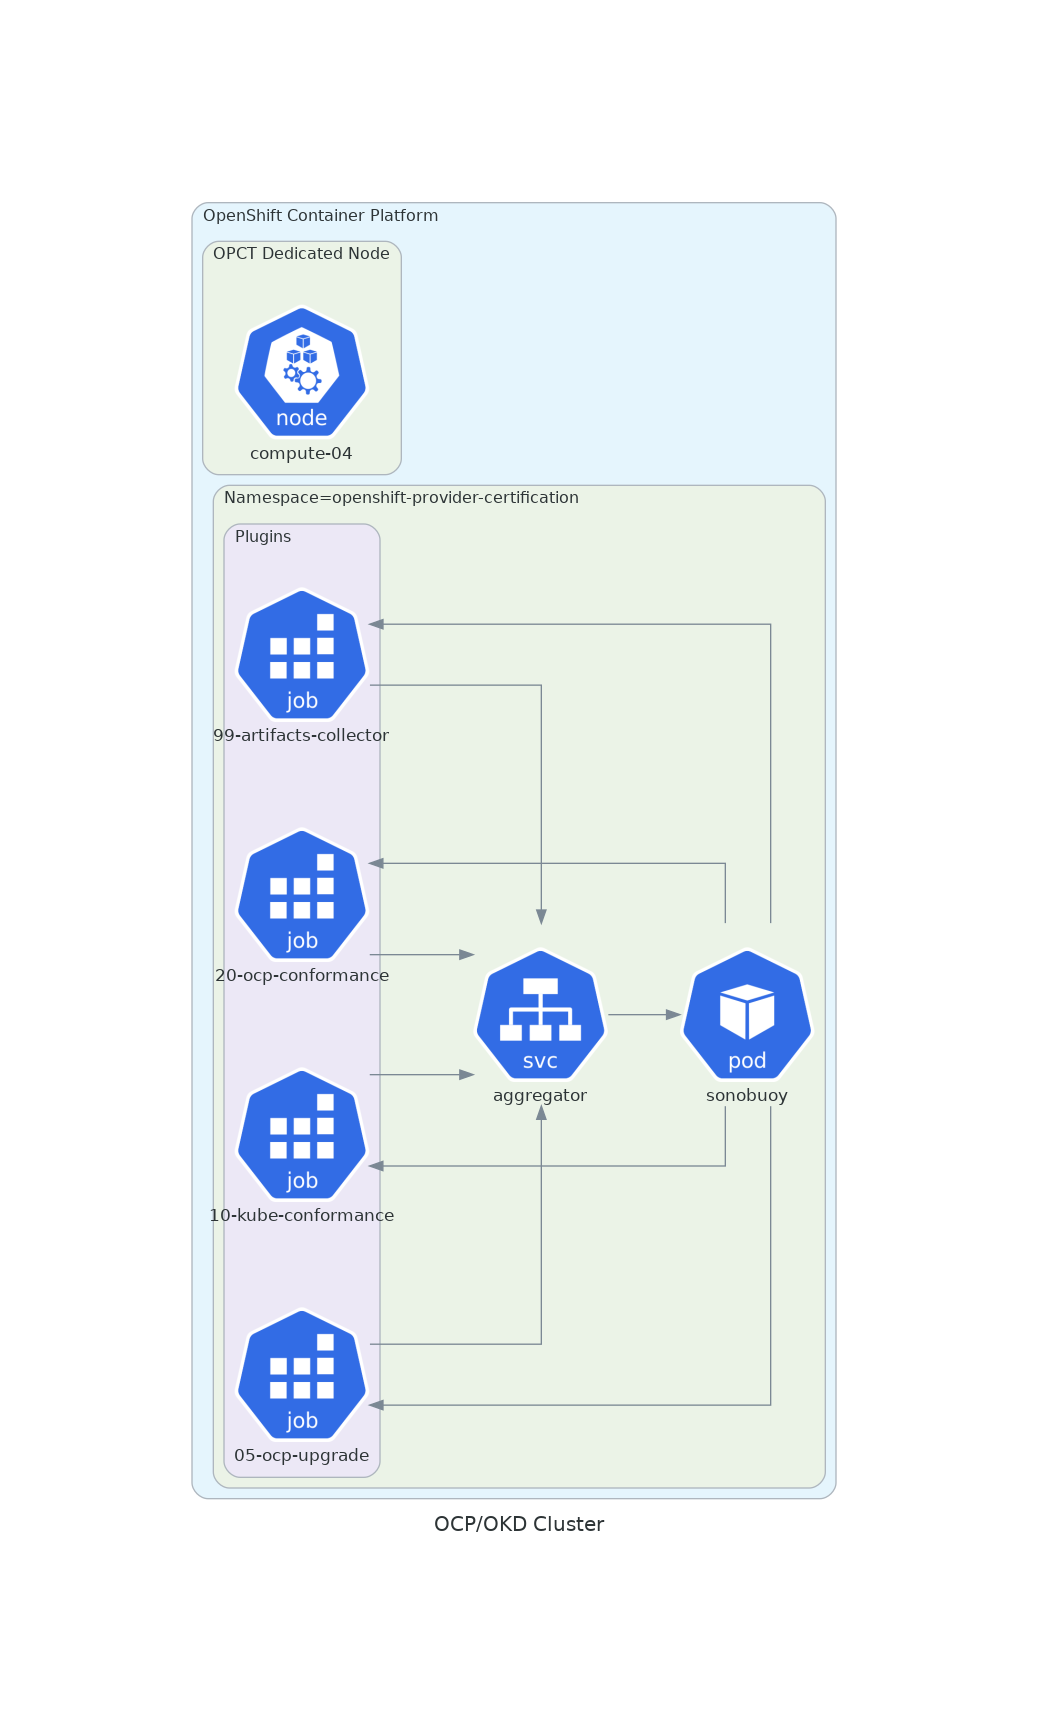 OpenShift Container Platform
OPCT Dedicated Node
node
compute-04
Namespace=openshift-provider-certification
Plugins
job
99-artifacts-collector
job
20-ocp-conformance
svc
aggregator
pod
sonobuoy
job
10-kube-conformance
job
05-ocp-upgrade
OCP/OKD Cluster